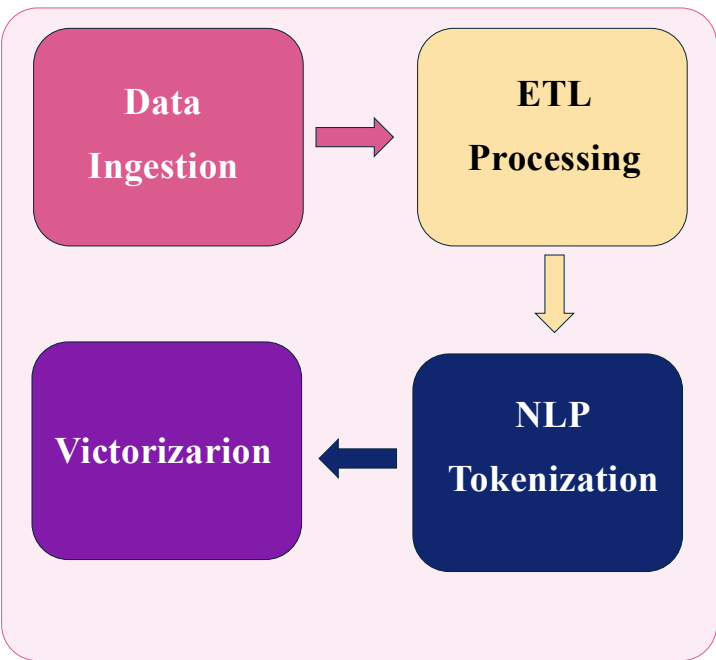 Data
Ingestion
ETL
Processing
NLP
Tokenization
Victorizarion